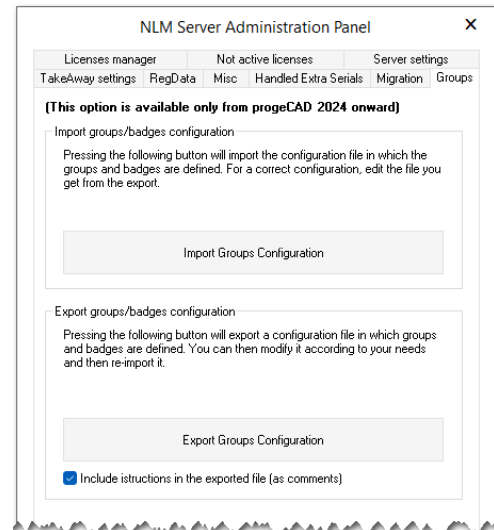 NLM Server Administration Panel
Licenses manager Not active licenses Server settings
TakeAway settings RegData Misc Handled Extra Serials Migration Groups
(This option is available only from progeCAD 2024 onward)
Import groups/badges configuration
Pressing the following button will import the configuration file in which the
groups and badges are defined. For a correct configuration, edit the file you
get from the export.
Import Groups Configuration
Export groups/badges configuration
Pressing the following button will export a configuration file in which groups
and badges are defined. You can then modify it according to your needs
and then re-import it.
Export Groups Configuration
Include istructions in the exported file (as comments)